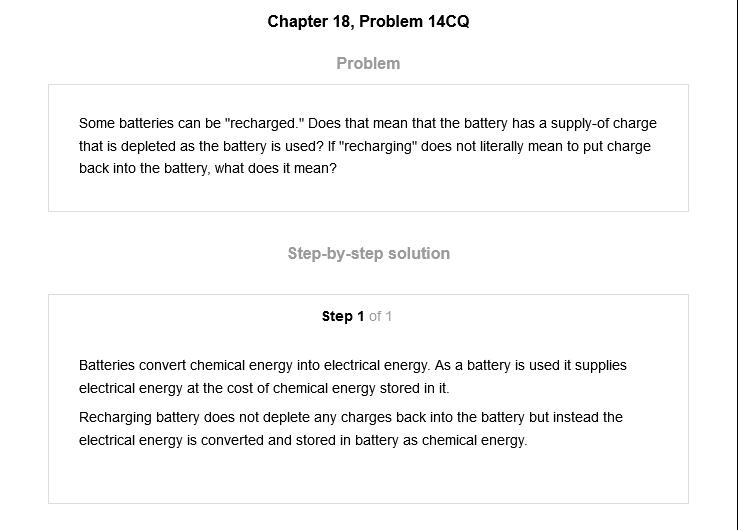 Chapter 18, Problem 14CQ
Problem
Some batteries can be "recharged." Does that mean that the battery has a supply-of charge
that is depleted as the battery is used? If "recharging" does not literally mean to put charge
back into the battery, what does it mean?
Step-by-step solution
Step 1 of 1
Batteries convert chemical energy into electrical energy. As a battery is used it supplies
electrical energy at the cost of chemical energy stored in it.
Recharging battery does not deplete any charges back into the battery but instead the
electrical energy is converted and stored in battery as chemical energy.